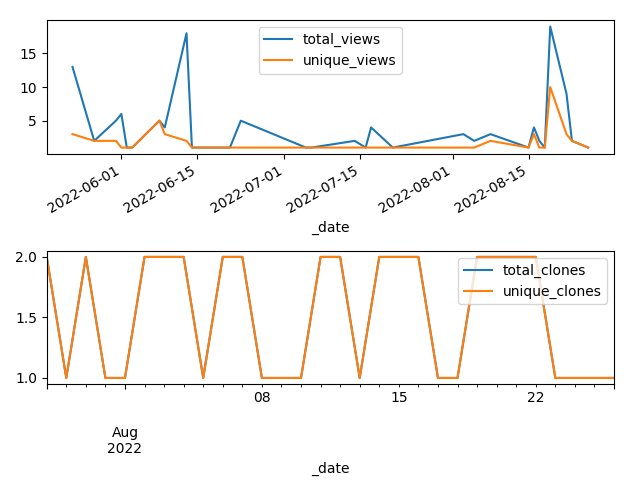 total_views
unique_views
15
10
5
2022-06-01
2022-06-15
2022-07-01
2022-07-15
2022-08-01
2022-08-15
_date
total_clones
unique_clones
2.0
1.5
1.0
08
15
22
Aug
2022
_date